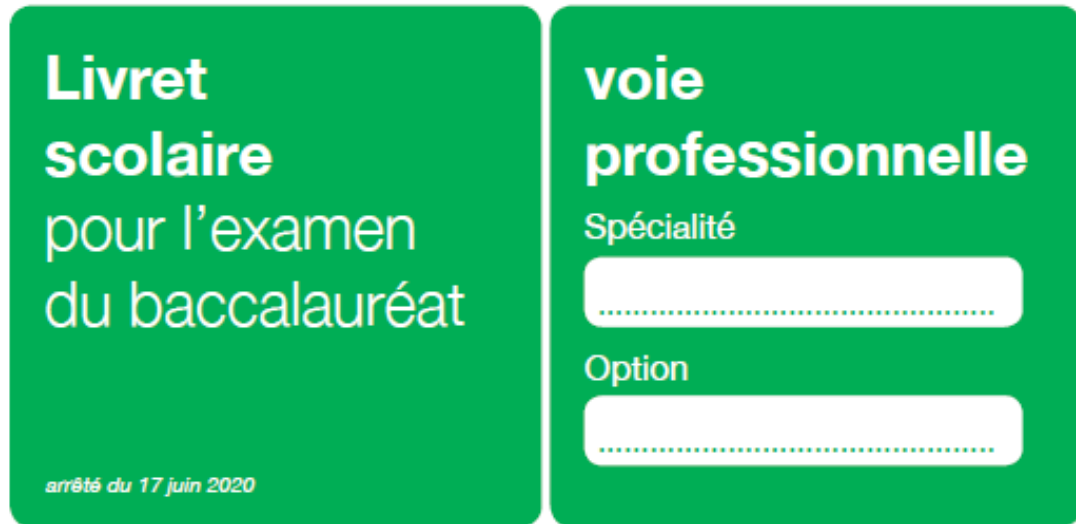 Livret
scolaire
pour l'examen
du baccalauréat
arrêté du 17 juin 2020
voie
professionnelle
Spécialité
Option